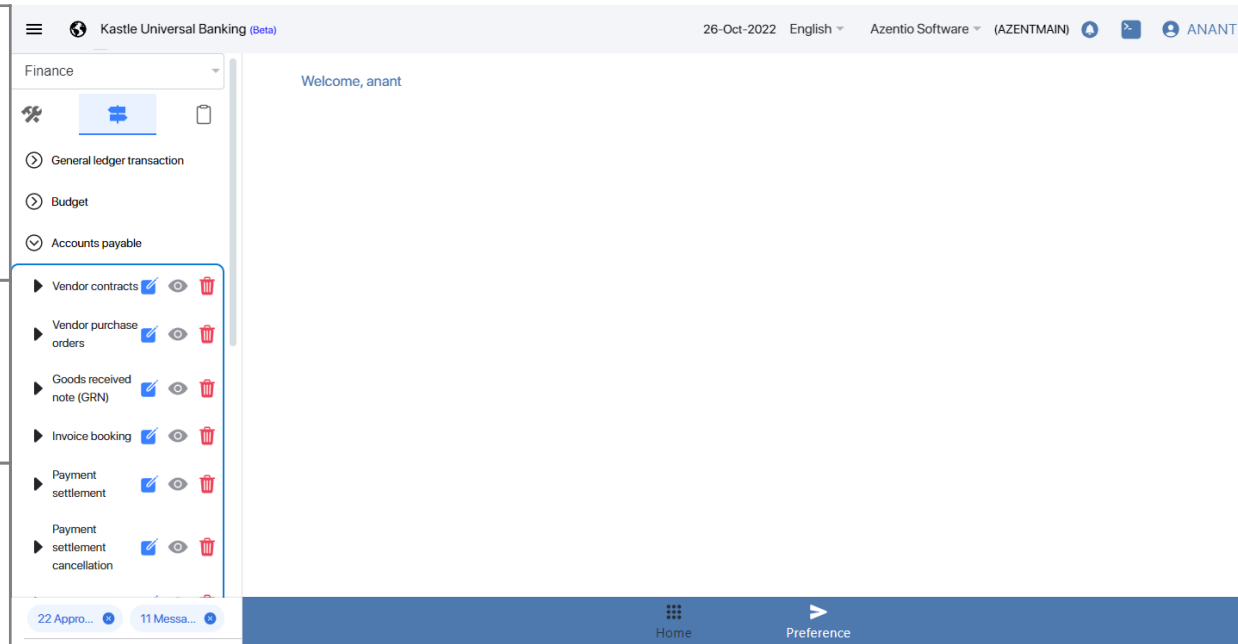 Kastle Universal Banking (Beta)
26-Oct-2022 English Azentio Software (AZENTMAIN) ANANT
Finance
Welcome, anant
General ledger transaction
Budget
Accounts payable
Vendor contracts
Vendor purchase
orders
Goods received
note (GRN)
Invoice booking
Payment
settlement
Payment
settlement
cancellation
22 Appro... 11 Messa...
Home Preference